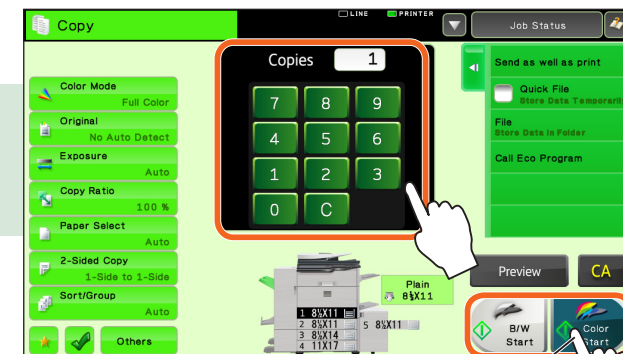 Copy
LINE
PRINTER
Job Status
Copies 1
7 8 9
4 5 6
1 2 3
0 C
Color Mode
Full Color
Original
No Auto Detect
Exposure
Auto
Copy Ratio
100 %
Paper Select
Auto
2-Sided Copy
1-Side to 1-Side
Sort/Group
Auto
Others
Send as well as print
Quick File
Store Data Temporarily
File
Store Data in Folder
Call Eco Program
Plain
8½X11
1 8½X11
2 8½X11
3 8½X14
4 11X17
5 8½X11
Preview
CA
B/W
Start
Color
Start